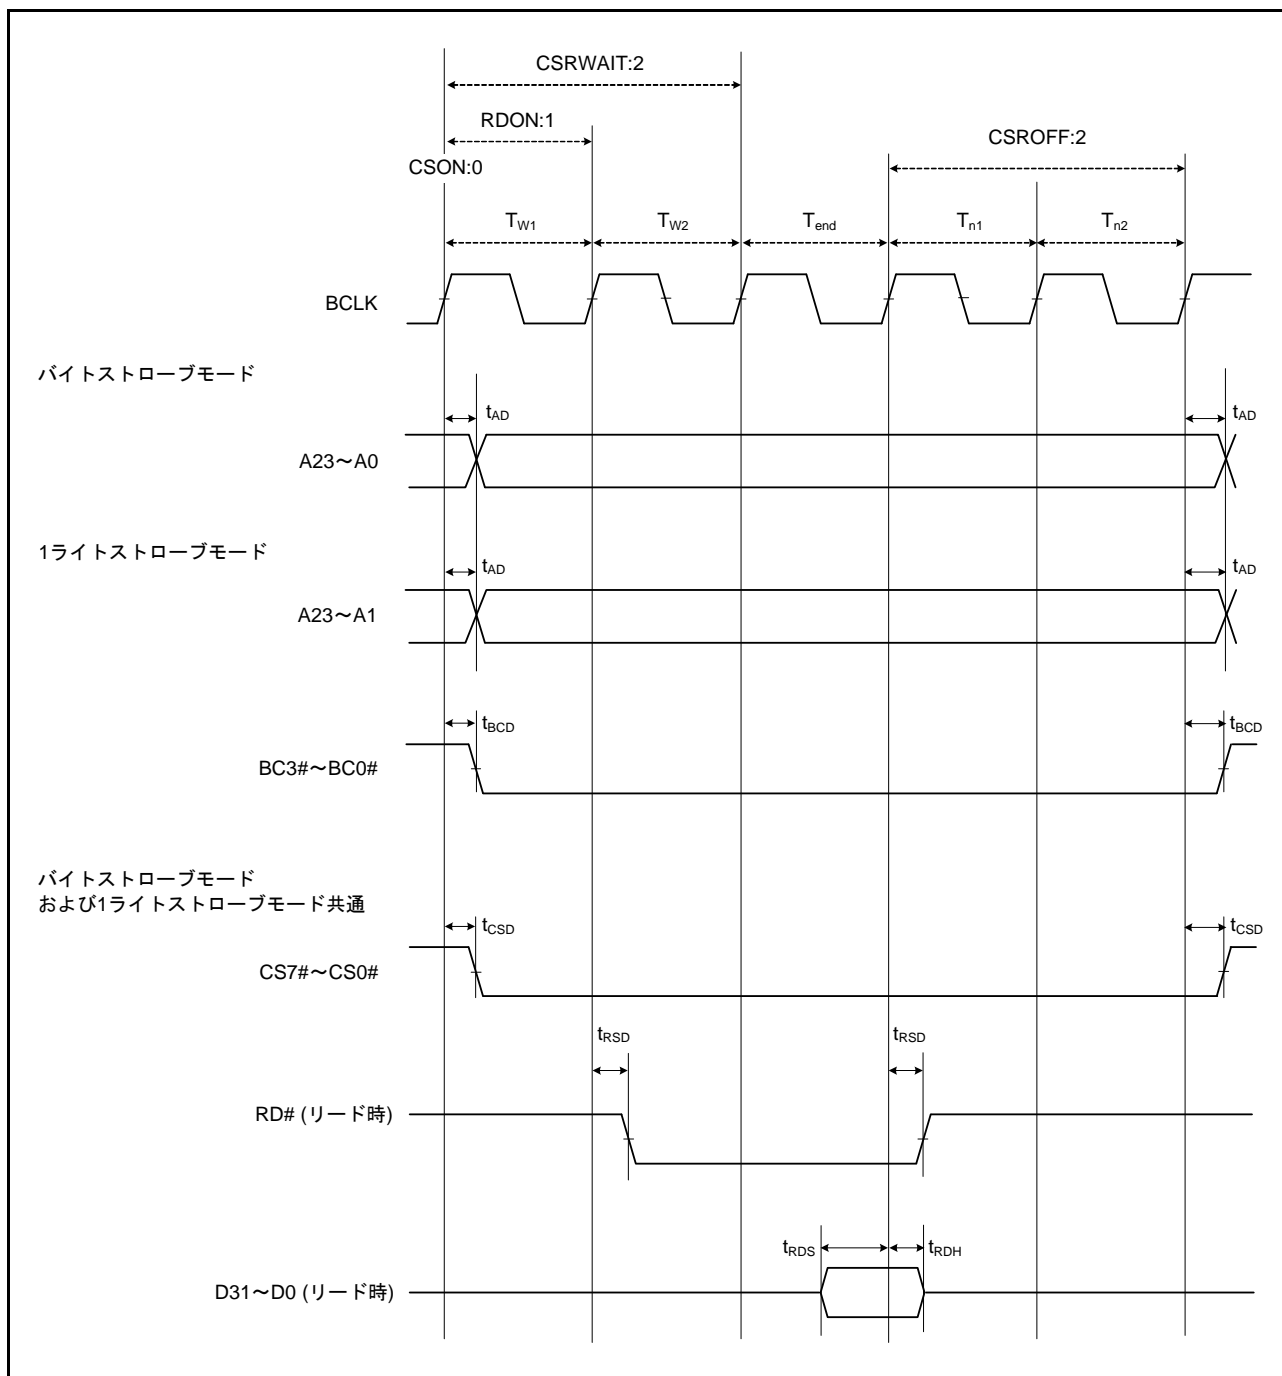 CSRWAIT:2
RDON:1
CSROFF:2
CSON:0
TW1 TW2 Tend Tn1 Tn2
BCLK
バイトストローブモード
tAD tAD
A23～A0
1ライトストローブモード
tAD tAD
A23～A1
tBCD tBCD
BC3#～BC0#
バイトストローブモード
および1ライトストローブモード共通
tCSD tCSD
CS7#～CS0#
tRSD tRSD
RD# (リード時)
tRDS tRDH
D31～D0 (リード時)